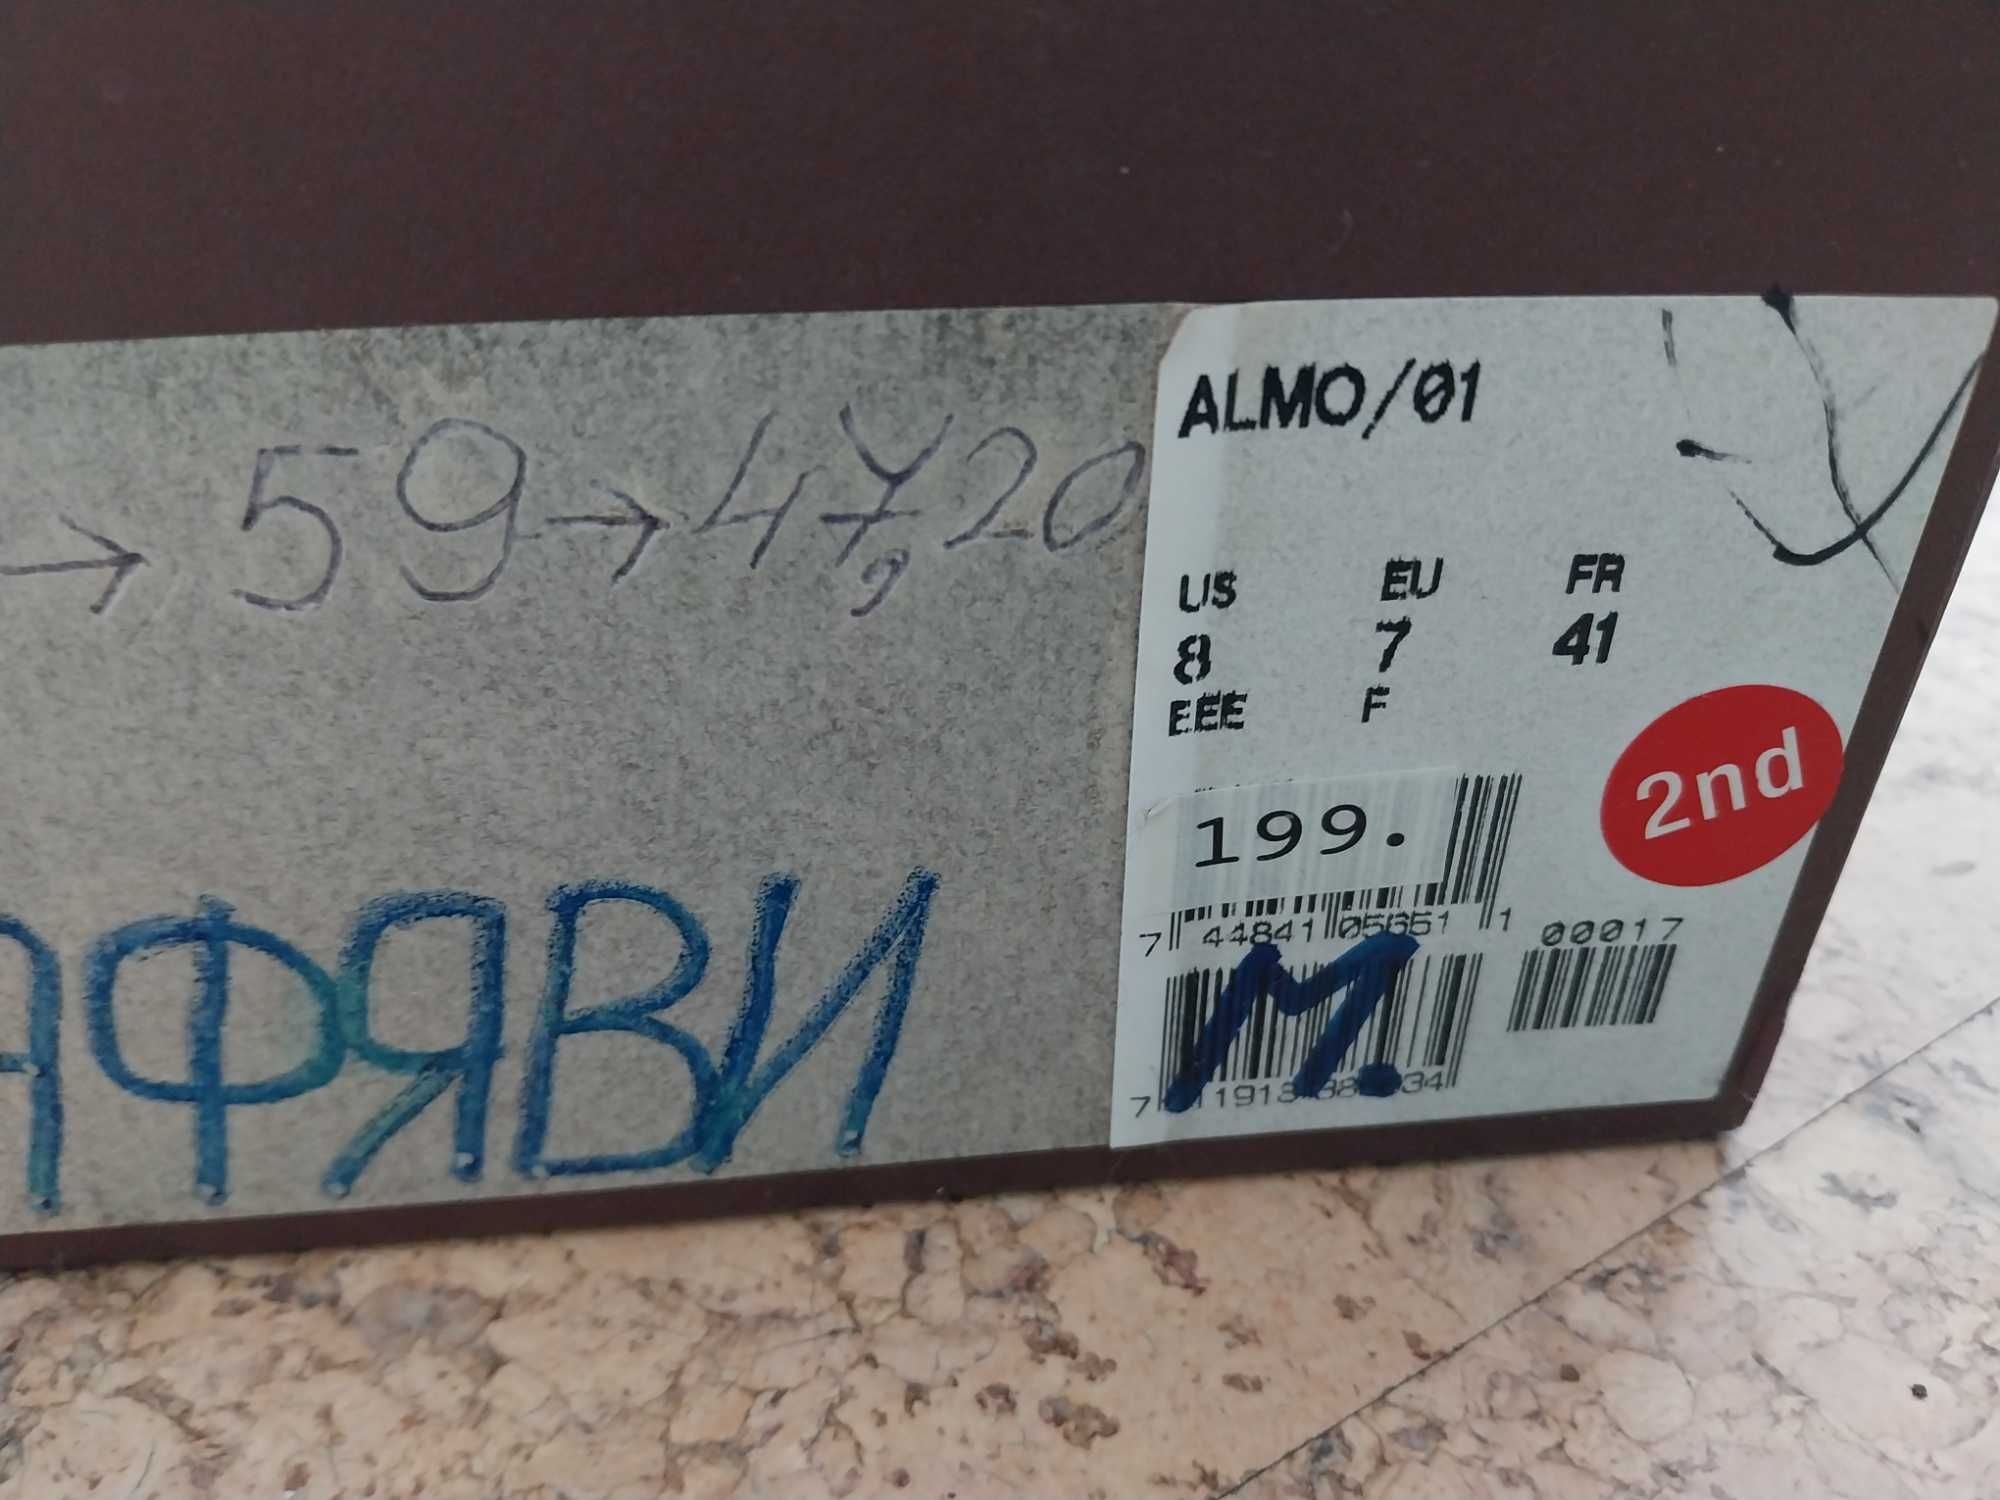 → 59 → 47,20
ФЯВИ
ALMO/01
US EU FR
8 7 41
EEE F
2nd
199.
7 44841 05651 1
00017
M.